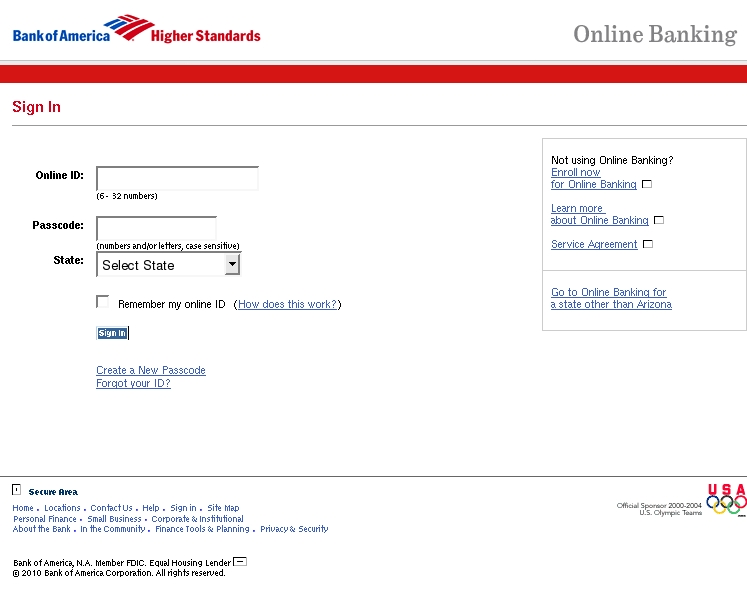 Bank of America Higher Standards
Online Banking
Sign In
Online ID:
(6 - 32 numbers)
Passcode:
(numbers and/or letters, case sensitive)
State:
Select State
Remember my online ID (How does this work?)
Sign In
Create a New Passcode
Forgot your ID?
Not using Online Banking?
Enroll now
for Online Banking
Learn more
about Online Banking
Service Agreement
Go to Online Banking for
a state other than Arizona
Secure Area
Home . Locations . Contact Us . Help . Sign in . Site Map
Personal Finance . Small Business . Corporate & Institutional
About the Bank . In the Community . Finance Tools & Planning . Privacy & Security
Official Sponsor 2000-2004
U.S. Olympic Teams
USA
Bank of America, N.A. Member FDIC. Equal Housing Lender
© 2010 Bank of America Corporation. All rights reserved.